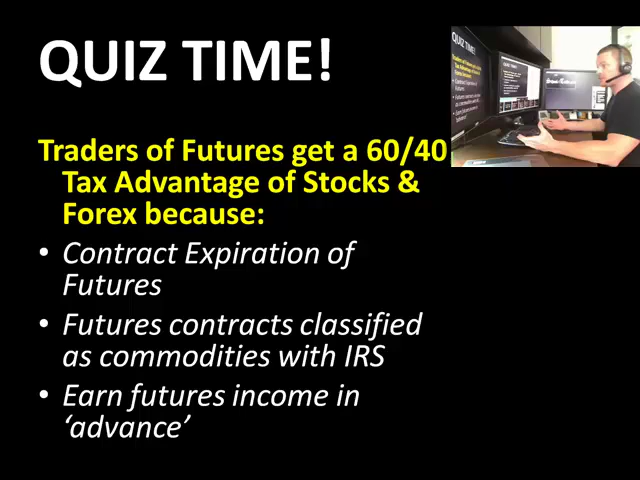 QUIZ TIME!
Traders of Futures get a 60/40
Tax Advantage of Stocks &
Forex because:
• Contract Expiration of
Futures
• Futures contracts classified
as commodities with IRS
• Earn futures income in
‘advance’